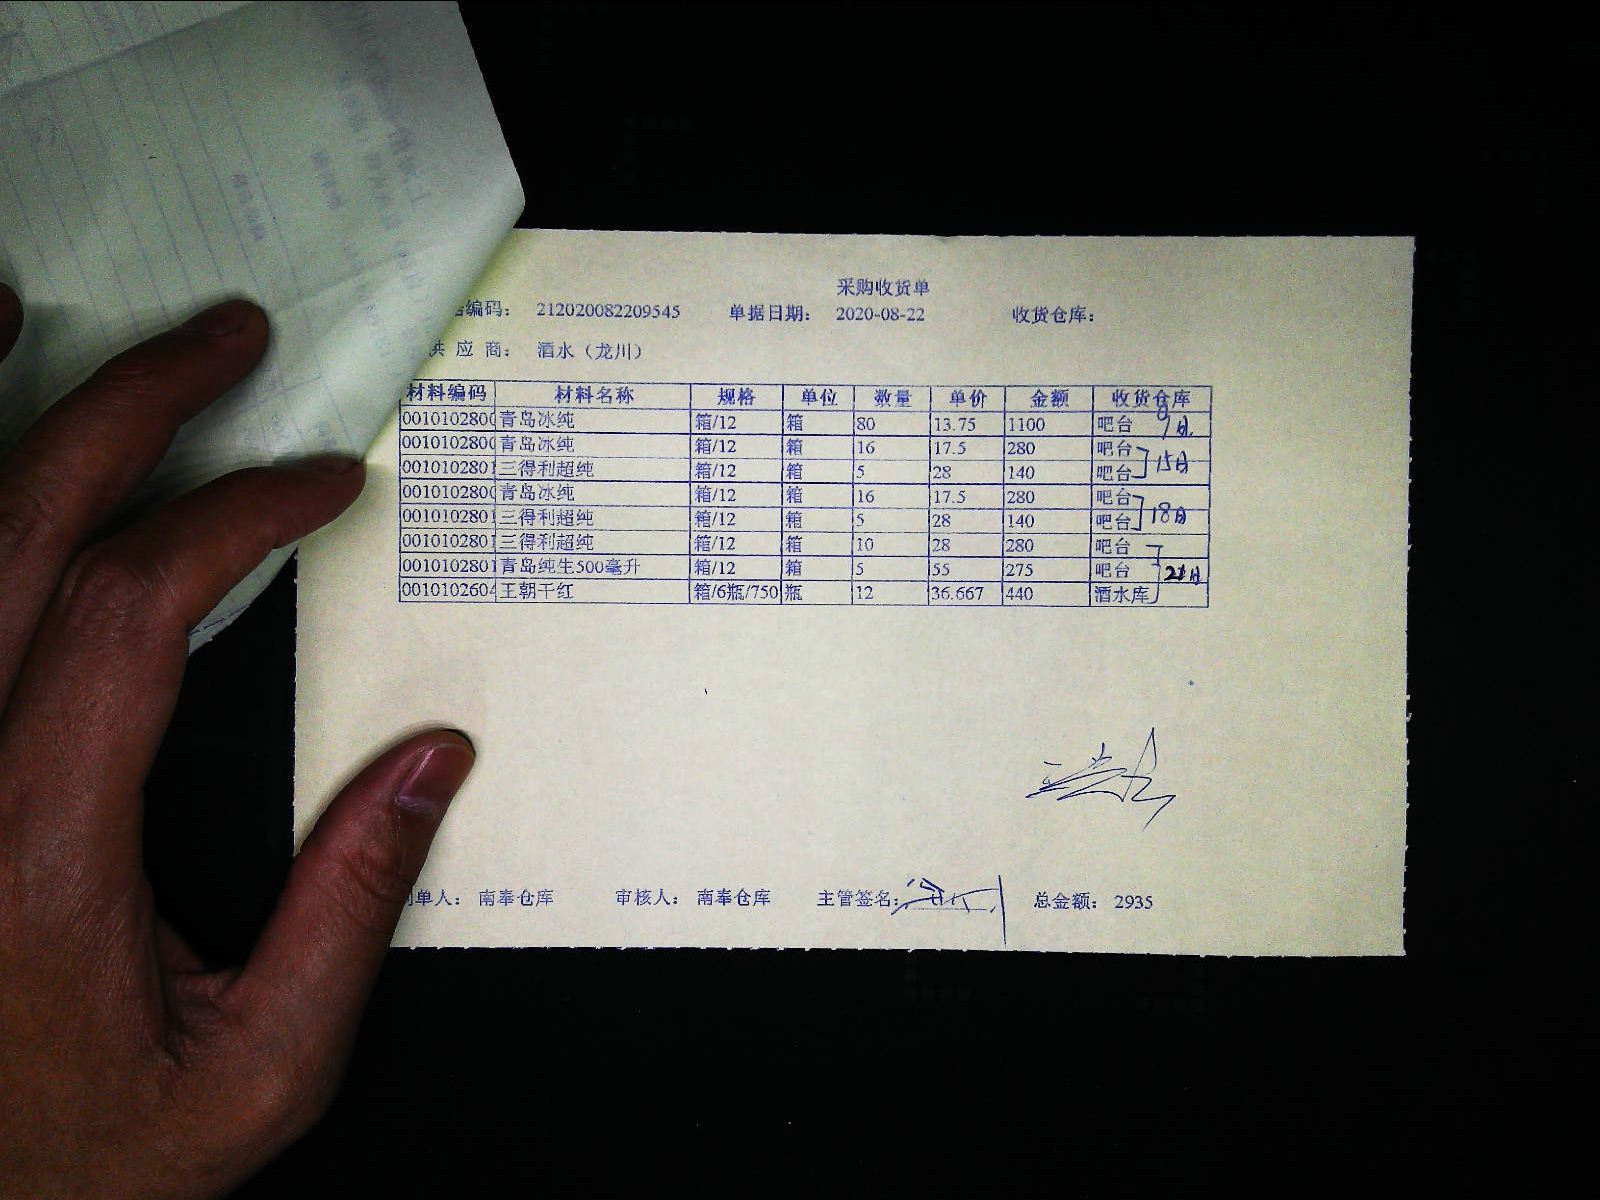 采购收货单
编码： 212020082209545 单据日期： 2020-08-22 收货仓库：
供 应 商： 酒水（龙川）
材料编码 材料名称 规格 单位 数量 单价 金额 收货仓库
0010102800 青岛冰纯 箱/12 箱 80 13.75 1100 吧台 9日
0010102800 青岛冰纯 箱/12 箱 16 17.5 280 吧台
0010102801 三得利超纯 箱/12 箱 5 28 140 吧台 15日
0010102800 青岛冰纯 箱/12 箱 16 17.5 280 吧台
0010102801 三得利超纯 箱/12 箱 5 28 140 吧台 18日
0010102801 三得利超纯 箱/12 箱 10 28 280 吧台
0010102801 青岛纯生500毫升 箱/12 箱 5 55 275 吧台 21日
0010102604 王朝干红 箱/6瓶/750 瓶 12 36.667 440 酒水库
制单人： 南奉仓库 审核人： 南奉仓库 主管签名： 总金额： 2935